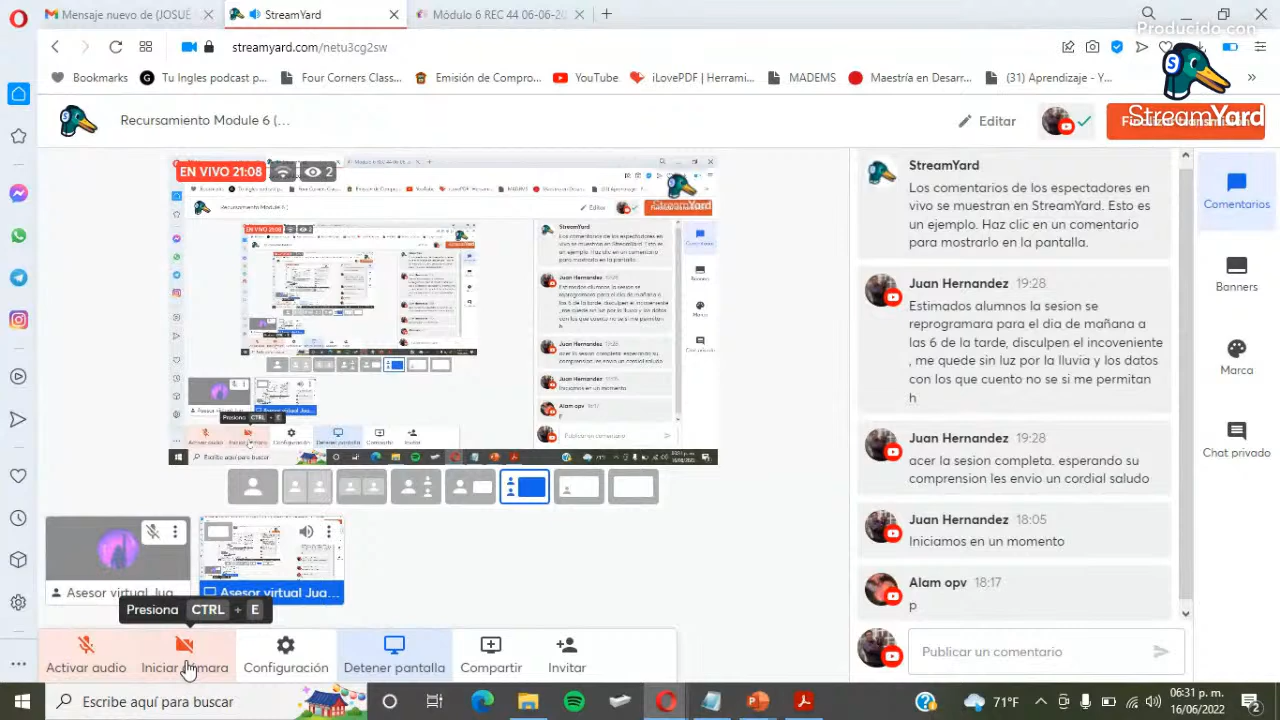 Mensaje nuevo de (JOSUÉ
StreamYard
Módulo 6 REC 44 06-06-2
Producido con
streamyard.com/netu3cg2sw
Bookmarks
Tu Ingles podcast p...
Four Corners Class...
Emisión de Compro...
YouTube
iLovePDF | Herrami...
MADEMS
Maestría en Desarr...
(31) Aprendizaje - Y...
Recursamiento Module 6 (...
Editar
StreamYard
EN VIVO 21:08
2
StreamYard
Los comentarios de los espectadores en
vivo se muestran en StreamYard. Esto es
un ejemplo. Haz clic en un comentario
para mostrarlo en la pantalla.
Juan Hernandez 19:28
Estimados alumnos la sesion se
reprogramo para el dia de mañana a
las 6 de la tarde, disculpen el incoveniente
, me quede sin luz por la lluvia y los datos
con los que cuento no se si me permitan
h
Juan Hernandez 19:28
acer la sesion completa. esperando su
comprension les envio un cordial saludo
Juan Hernandez 18:05
Iniciamos en un momento
Alam opv 18:17
p
Publicar un comentario
Comentarios
Banners
Marca
Chat privado
Asesor virtual Jua
Asesor virtual Jua...
Presiona CTRL + E
Activar audio
Iniciar cámara
Configuración
Detener pantalla
Compartir
Invitar
Escribe aquí para buscar
71°F
06:31 p. m.
16/06/2022
2